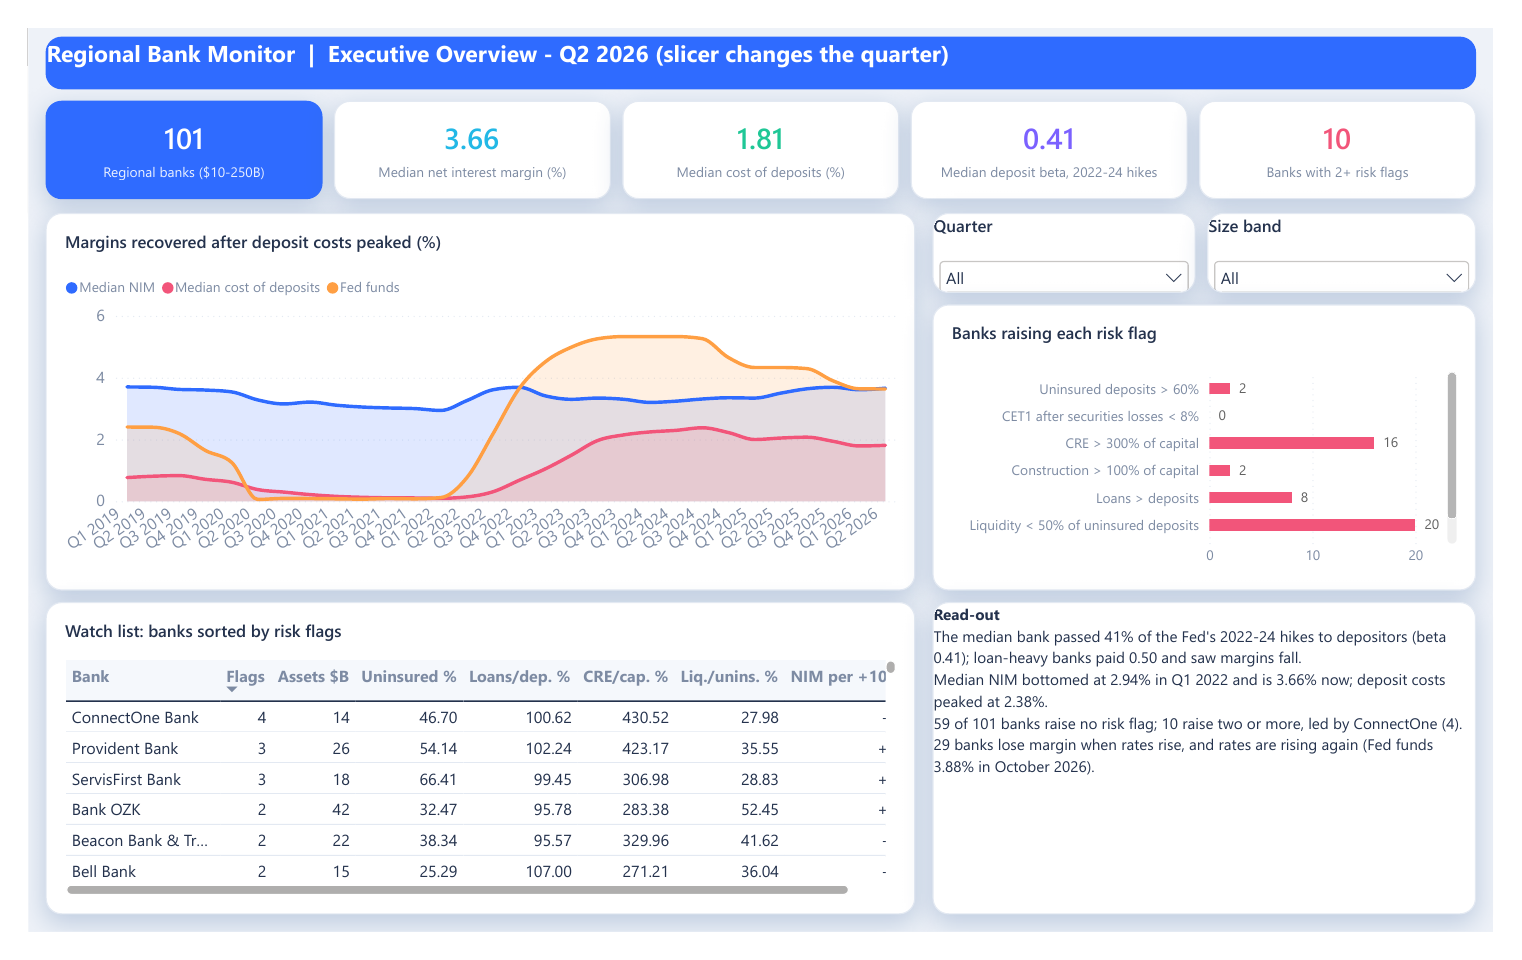 Regional Bank Monitor | Executive Overview - Q2 2026 (slicer changes the quarter)
101
Regional banks ($10-250B)
3.66
Median net interest margin (%)
1.81
Median cost of deposits (%)
0.41
Median deposit beta, 2022-24 hikes
10
Banks with 2+ risk flags
Margins recovered after deposit costs peaked (%)
Median NIM Median cost of deposits Fed funds
6
4
2
0
Q1 2019 Q2 2019 Q3 2019 Q4 2019 Q1 2020 Q2 2020 Q3 2020 Q4 2020 Q1 2021 Q2 2021 Q3 2021 Q4 2021 Q1 2022 Q2 2022 Q3 2022 Q4 2022 Q1 2023 Q2 2023 Q3 2023 Q4 2023 Q1 2024 Q2 2024 Q3 2024 Q4 2024 Q1 2025 Q2 2025 Q3 2025 Q4 2025 Q1 2026 Q2 2026
Quarter
All
Size band
All
Banks raising each risk flag
Uninsured deposits > 60% 2
CET1 after securities losses < 8% 0
CRE > 300% of capital 16
Construction > 100% of capital 2
Loans > deposits 8
Liquidity < 50% of uninsured deposits 20
0 10 20
Watch list: banks sorted by risk flags
Bank Flags Assets $B Uninsured % Loans/dep. % CRE/cap. % Liq./unins. % NIM per +10
ConnectOne Bank 4 14 46.70 100.62 430.52 27.98 -
Provident Bank 3 26 54.14 102.24 423.17 35.55 +
ServisFirst Bank 3 18 66.41 99.45 306.98 28.83 +
Bank OZK 2 42 32.47 95.78 283.38 52.45 +
Beacon Bank & Tr... 2 22 38.34 95.57 329.96 41.62 -
Bell Bank 2 15 25.29 107.00 271.21 36.04 -
Read-out
The median bank passed 41% of the Fed's 2022-24 hikes to depositors (beta
0.41); loan-heavy banks paid 0.50 and saw margins fall.
Median NIM bottomed at 2.94% in Q1 2022 and is 3.66% now; deposit costs
peaked at 2.38%.
59 of 101 banks raise no risk flag; 10 raise two or more, led by ConnectOne (4).
29 banks lose margin when rates rise, and rates are rising again (Fed funds
3.88% in October 2026).